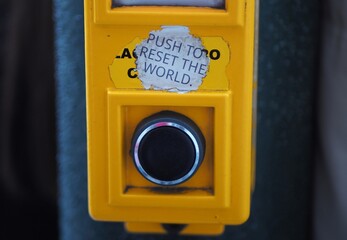 PUSH TO
RESET THE
WORLD.